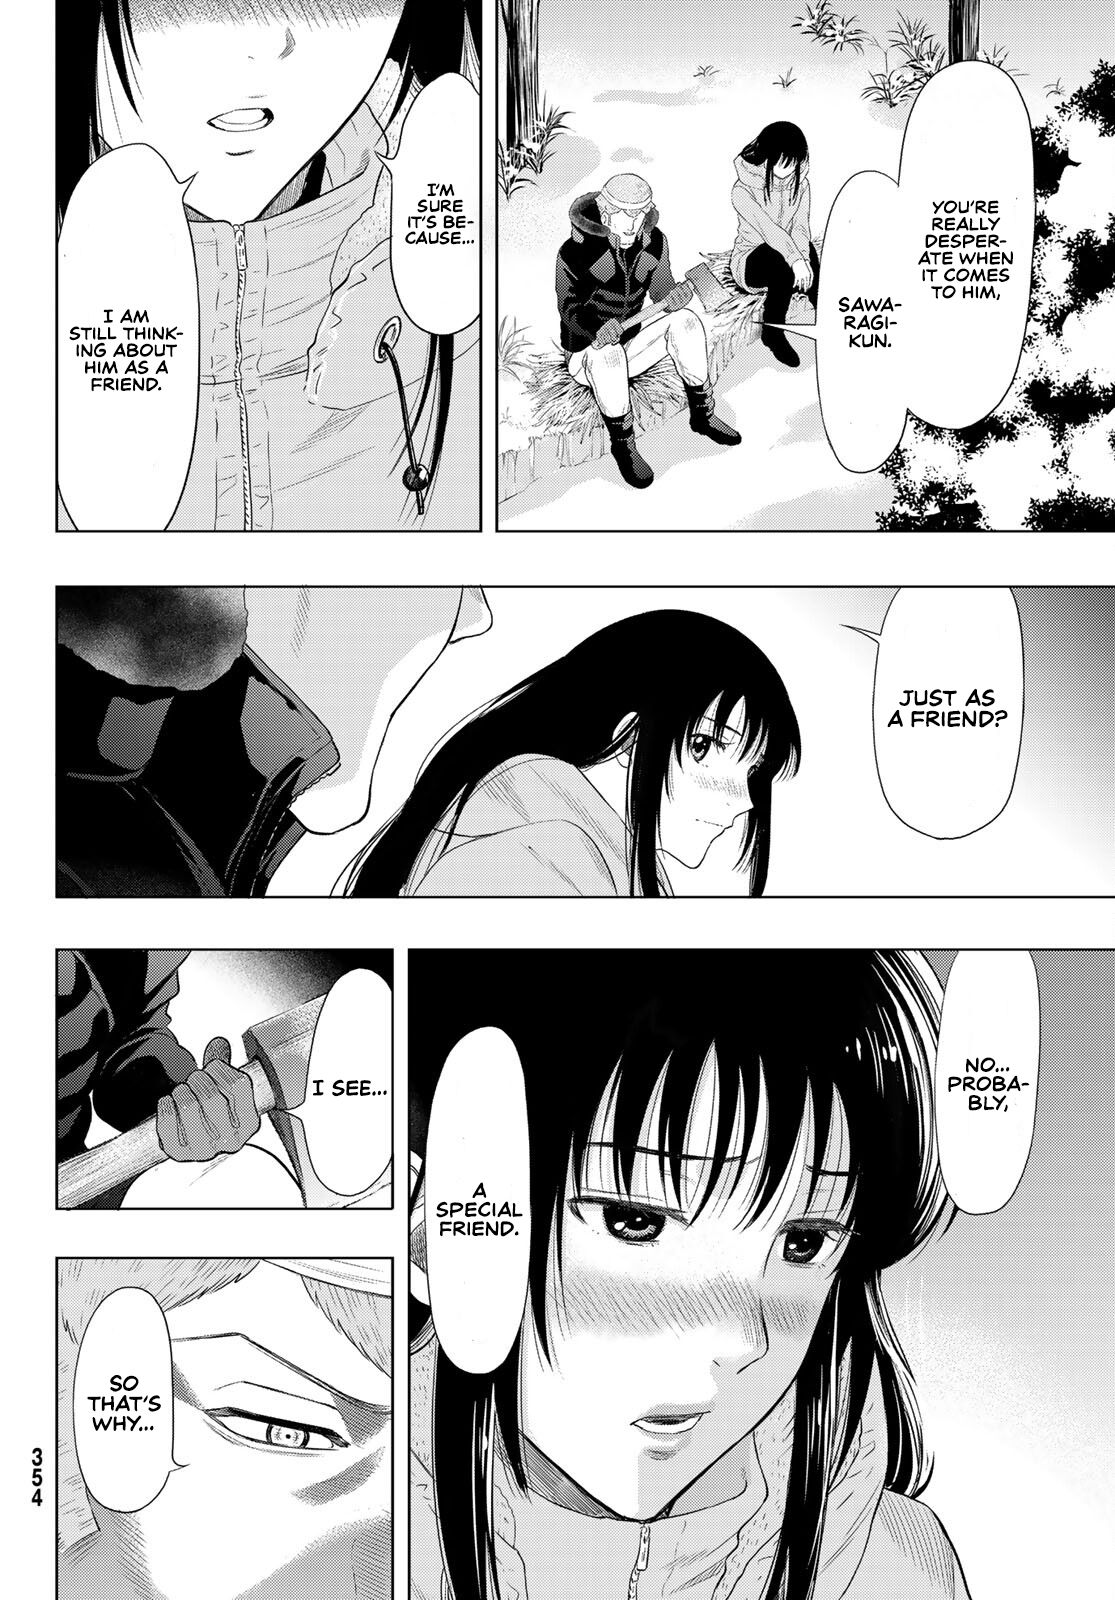 YOU'RE
REALLY
DESPER-
ATE WHEN
IT COMES
TO HIM,
SAWA-
RAGI-
KUN.
I'M
SURE
IT'S BE-
CAUSE...
I AM
STILL THINK-
ING ABOUT
HIM AS A
FRIEND.
JUST AS
A FRIEND?
NO...
PROBA-
BLY,
A
SPECIAL
FRIEND.
I SEE...
SO
THAT'S
WHY...
354